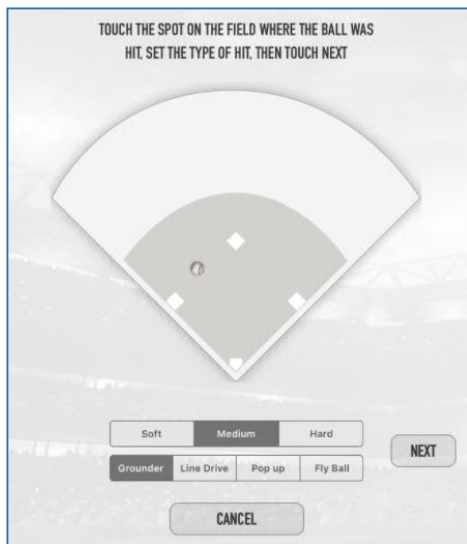 TOUCH THE SPOT ON THE FIELD WHERE THE BALL WAS
HIT, SET THE TYPE OF HIT, THEN TOUCH NEXT
Soft Medium Hard
NEXT
Grounder Line Drive Pop up Fly Ball
CANCEL